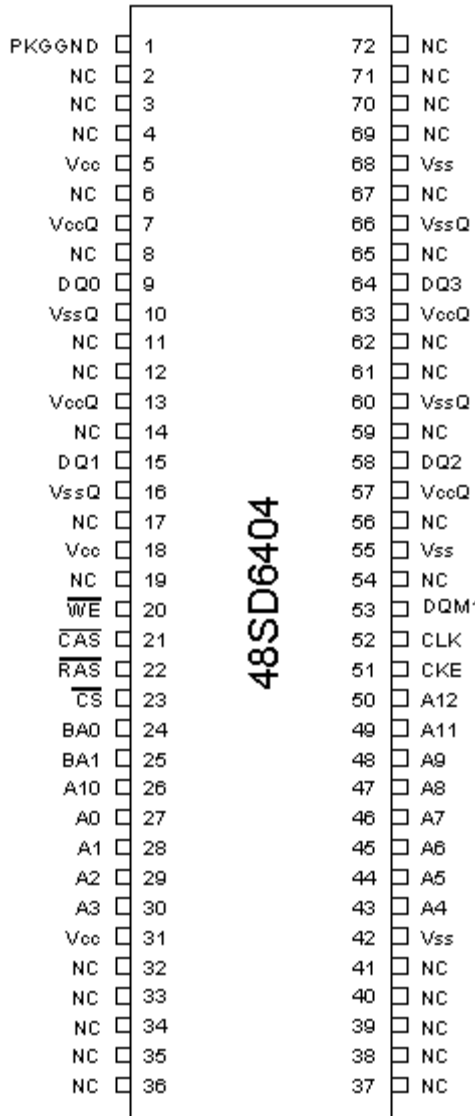 PKGGND 1 72 NC
NC 2 71 NC
NC 3 70 NC
NC 4 69 NC
Vcc 5 68 Vss
NC 6 67 NC
VccQ 7 66 VssQ
NC 8 65 NC
DQ0 9 64 DQ3
VssQ 10 63 VccQ
NC 11 62 NC
NC 12 61 NC
VccQ 13 60 VssQ
NC 14 59 NC
DQ1 15 58 DQ2
VssQ 16 57 VccQ
NC 17 56 NC
Vcc 18 55 Vss
NC 19 54 NC
WE 20 53 DQM1
CAS 21 52 CLK
RAS 22 51 CKE
CS 23 50 A12
BA0 24 49 A11
BA1 25 48 A9
A10 26 47 A8
A0 27 46 A7
A1 28 45 A6
A2 29 44 A5
A3 30 43 A4
Vcc 31 42 Vss
NC 32 41 NC
NC 33 40 NC
NC 34 39 NC
NC 35 38 NC
NC 36 37 NC
48SD6404